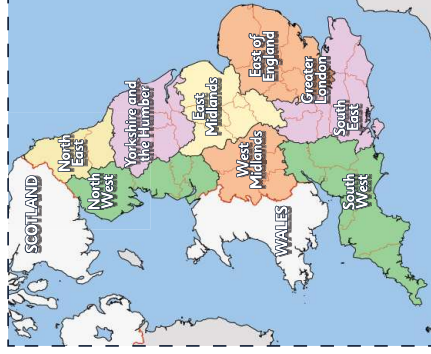 SCOTLAND
North
East
North
West
Yorkshire and
the Humber
East
Midlands
West
Midlands
WALES
East of
England
Greater
London
South
East
South
West